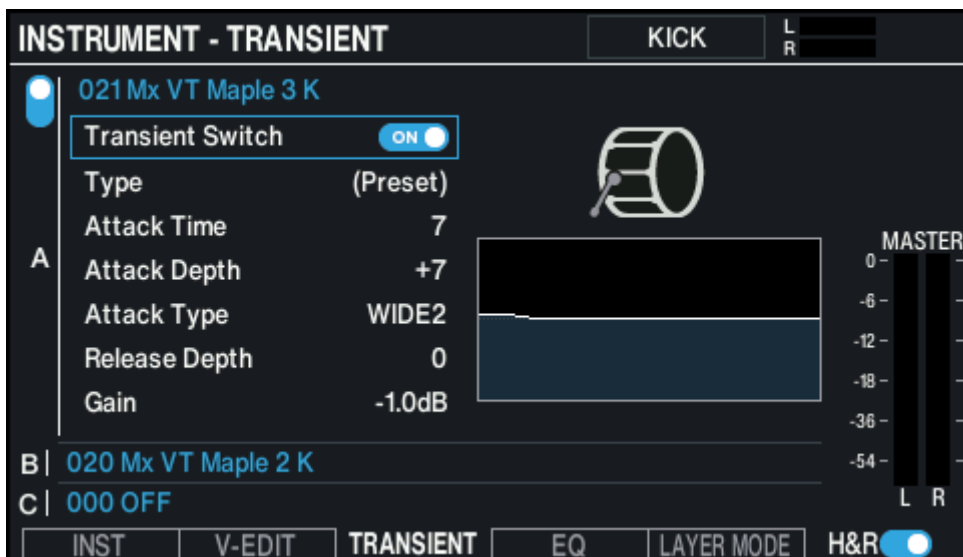 INSTRUMENT - TRANSIENT KICK L
R
021 Mx VT Maple 3 K
Transient Switch ON
Type (Preset)
Attack Time 7
A
Attack Depth +7
Attack Type WIDE2
Release Depth 0
Gain -1.0dB
MASTER
0
-6
-12
-18
-36
-54
L R
B 020 Mx VT Maple 2 K
C 000 OFF
INST V-EDIT TRANSIENT EQ LAYER MODE H&R